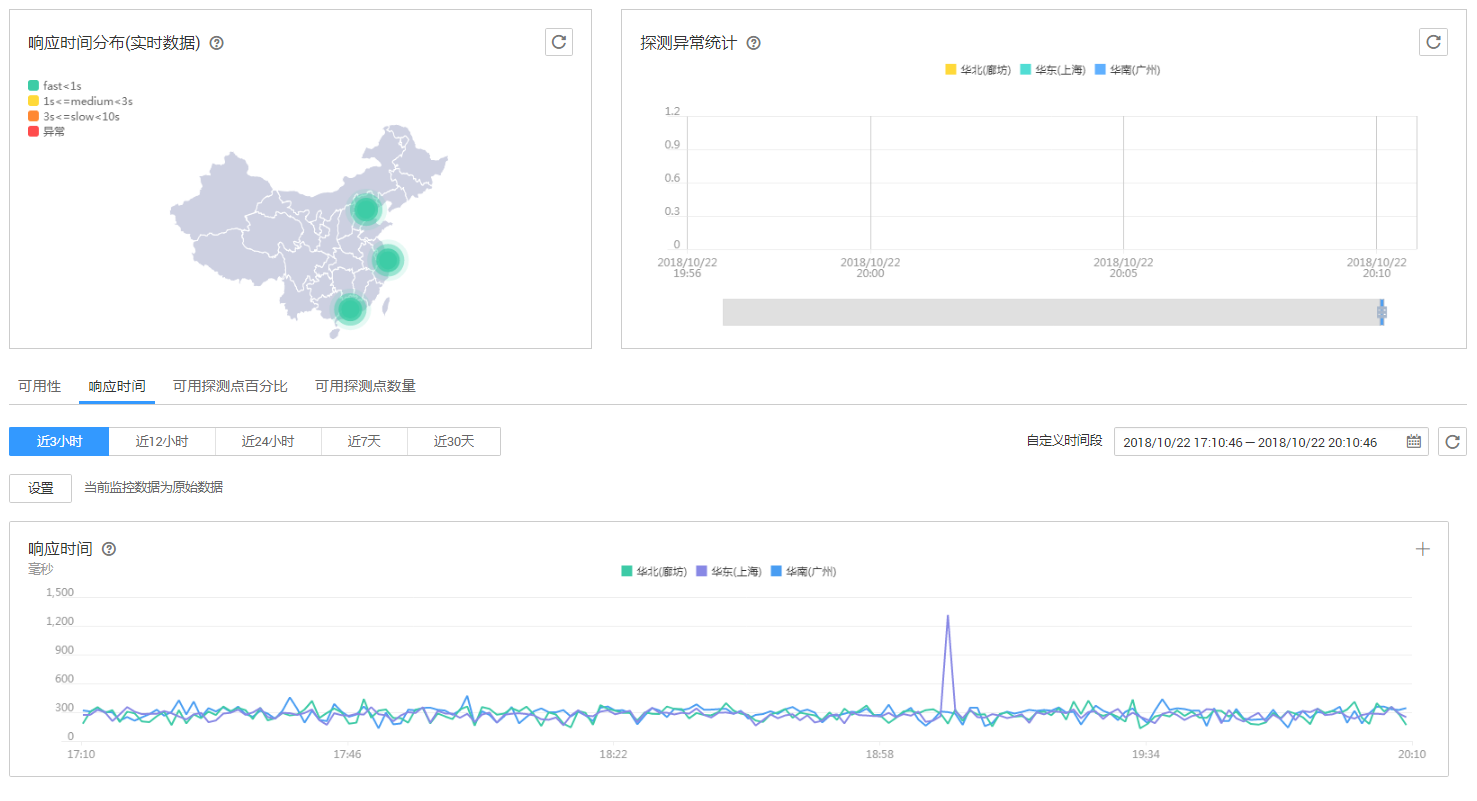 响应时间分布(实时数据) ?
fast<1s
1s<=medium<3s
3s<=slow<10s
异常
探测异常统计 ?
华北(廊坊) 华东(上海) 华南(广州)
1.2
0.9
0.6
0.3
0
2018/10/22 2018/10/22 2018/10/22 2018/10/22
19:56 20:00 20:05 20:10
可用性 响应时间 可用探测点百分比 可用探测点数量
近3小时 近12小时 近24小时 近7天 近30天 自定义时间段 2018/10/22 17:10:46 — 2018/10/22 20:10:46
设置 当前监控数据为原始数据
响应时间 ?
毫秒
华北(廊坊) 华东(上海) 华南(广州)
1,500
1,200
900
600
300
0
17:10 17:46 18:22 18:58 19:34 20:10